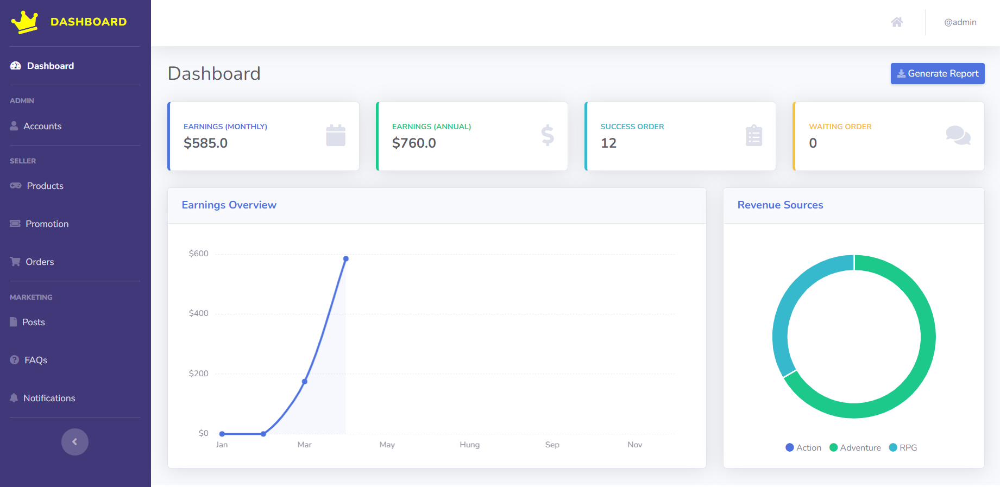 DASHBOARD
@admin
Dashboard
ADMIN
Accounts
SELLER
Products
Promotion
Orders
MARKETING
Posts
FAQs
Notifications
Dashboard
Generate Report
EARNINGS (MONTHLY)
$585.0
EARNINGS (ANNUAL)
$760.0
SUCCESS ORDER
12
WAITING ORDER
0
Earnings Overview
$600
$400
$200
$0
Jan Mar May Hung Sep Nov
Revenue Sources
Action Adventure RPG